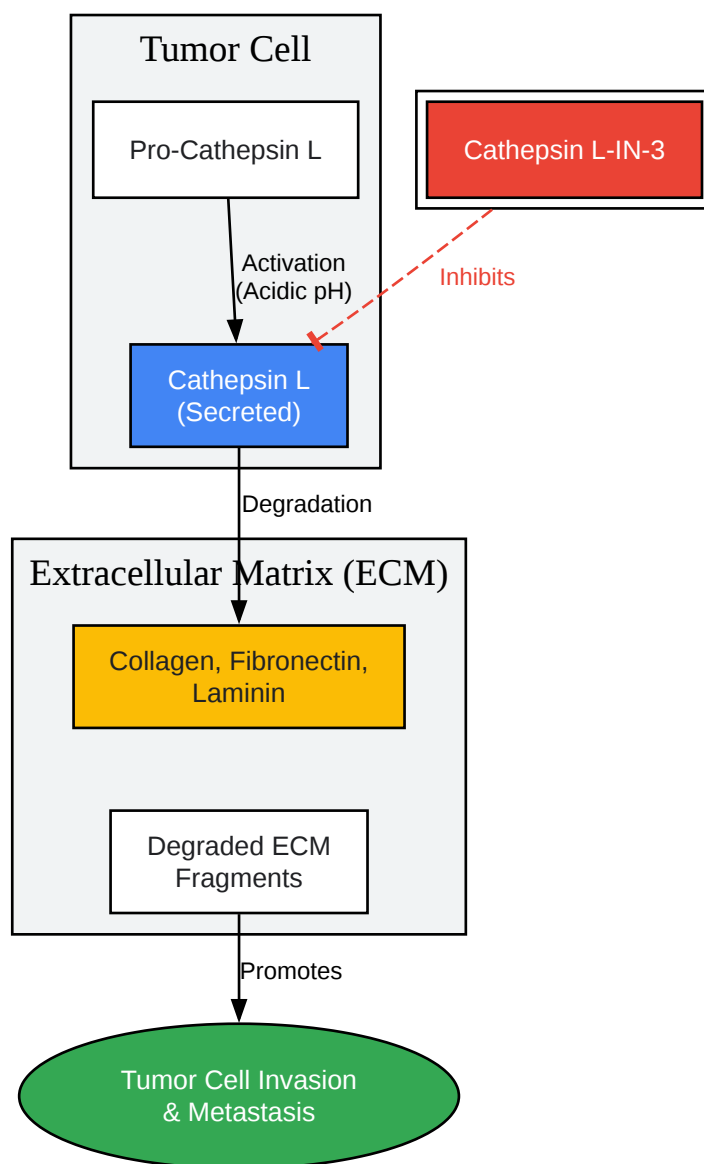 Tumor Cell
Pro-Cathepsin L
Cathepsin L-IN-3
Activation
(Acidic pH)
Inhibits
Cathepsin L
(Secreted)
Degradation
Extracellular Matrix (ECM)
Collagen, Fibronectin,
Laminin
Degraded ECM
Fragments
Promotes
Tumor Cell Invasion
& Metastasis